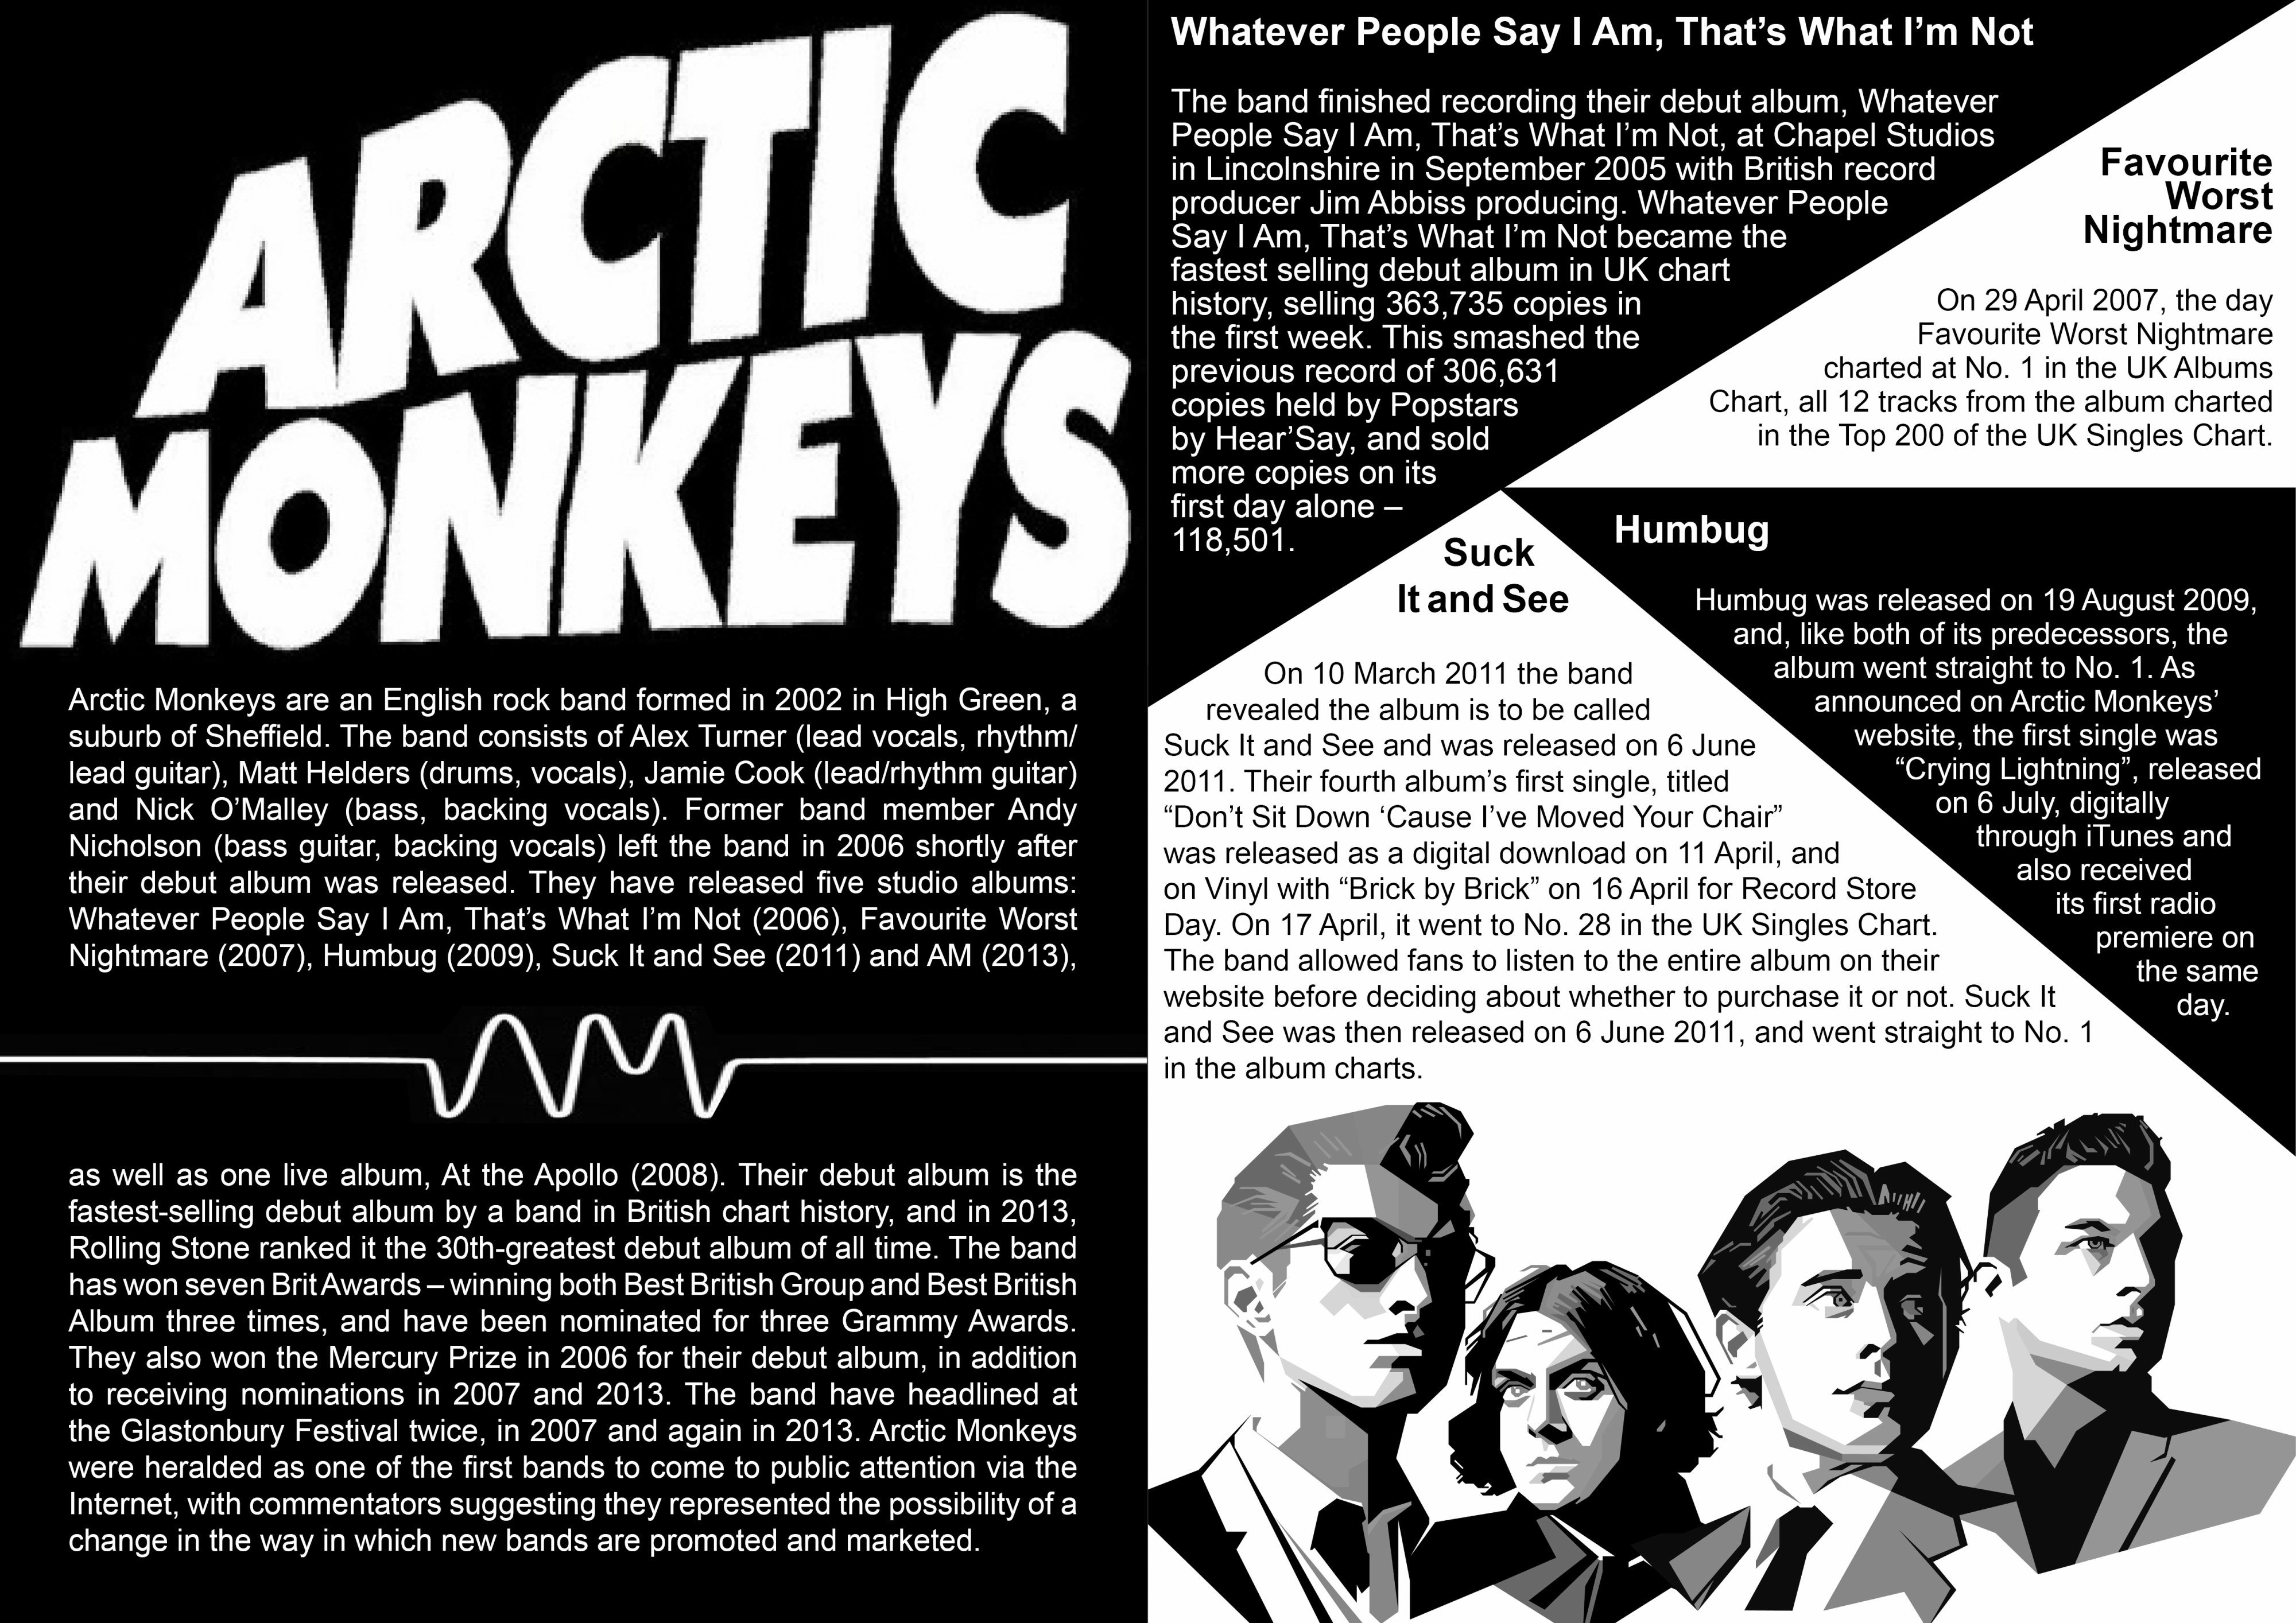 ARCTIC
MONKEYS
Arctic Monkeys are an English rock band formed in 2002 in High Green, a
suburb of Sheffield. The band consists of Alex Turner (lead vocals, rhythm/
lead guitar), Matt Helders (drums, vocals), Jamie Cook (lead/rhythm guitar)
and Nick O’Malley (bass, backing vocals). Former band member Andy
Nicholson (bass guitar, backing vocals) left the band in 2006 shortly after
their debut album was released. They have released five studio albums:
Whatever People Say I Am, That’s What I’m Not (2006), Favourite Worst
Nightmare (2007), Humbug (2009), Suck It and See (2011) and AM (2013),
AM
as well as one live album, At the Apollo (2008). Their debut album is the
fastest-selling debut album by a band in British chart history, and in 2013,
Rolling Stone ranked it the 30th-greatest debut album of all time. The band
has won seven Brit Awards – winning both Best British Group and Best British
Album three times, and have been nominated for three Grammy Awards.
They also won the Mercury Prize in 2006 for their debut album, in addition
to receiving nominations in 2007 and 2013. The band have headlined at
the Glastonbury Festival twice, in 2007 and again in 2013. Arctic Monkeys
were heralded as one of the first bands to come to public attention via the
Internet, with commentators suggesting they represented the possibility of a
change in the way in which new bands are promoted and marketed.
Whatever People Say I Am, That’s What I’m Not
The band finished recording their debut album, Whatever
People Say I Am, That’s What I’m Not, at Chapel Studios
in Lincolnshire in September 2005 with British record
producer Jim Abbiss producing. Whatever People
Say I Am, That’s What I’m Not became the
fastest selling debut album in UK chart
history, selling 363,735 copies in
the first week. This smashed the
previous record of 306,631
copies held by Popstars
by Hear’Say, and sold
more copies on its
first day alone –
118,501.
Favourite
Worst
Nightmare
On 29 April 2007, the day
Favourite Worst Nightmare
charted at No. 1 in the UK Albums
Chart, all 12 tracks from the album charted
in the Top 200 of the UK Singles Chart.
Humbug
Humbug was released on 19 August 2009,
and, like both of its predecessors, the
album went straight to No. 1. As
announced on Arctic Monkeys’
website, the first single was
“Crying Lightning”, released
on 6 July, digitally
through iTunes and
also received
its first radio
premiere on
the same
day.
Suck
It and See
On 10 March 2011 the band
revealed the album is to be called
Suck It and See and was released on 6 June
2011. Their fourth album’s first single, titled
“Don’t Sit Down ‘Cause I’ve Moved Your Chair”
was released as a digital download on 11 April, and
on Vinyl with “Brick by Brick” on 16 April for Record Store
Day. On 17 April, it went to No. 28 in the UK Singles Chart.
The band allowed fans to listen to the entire album on their
website before deciding about whether to purchase it or not. Suck It
and See was then released on 6 June 2011, and went straight to No. 1
in the album charts.